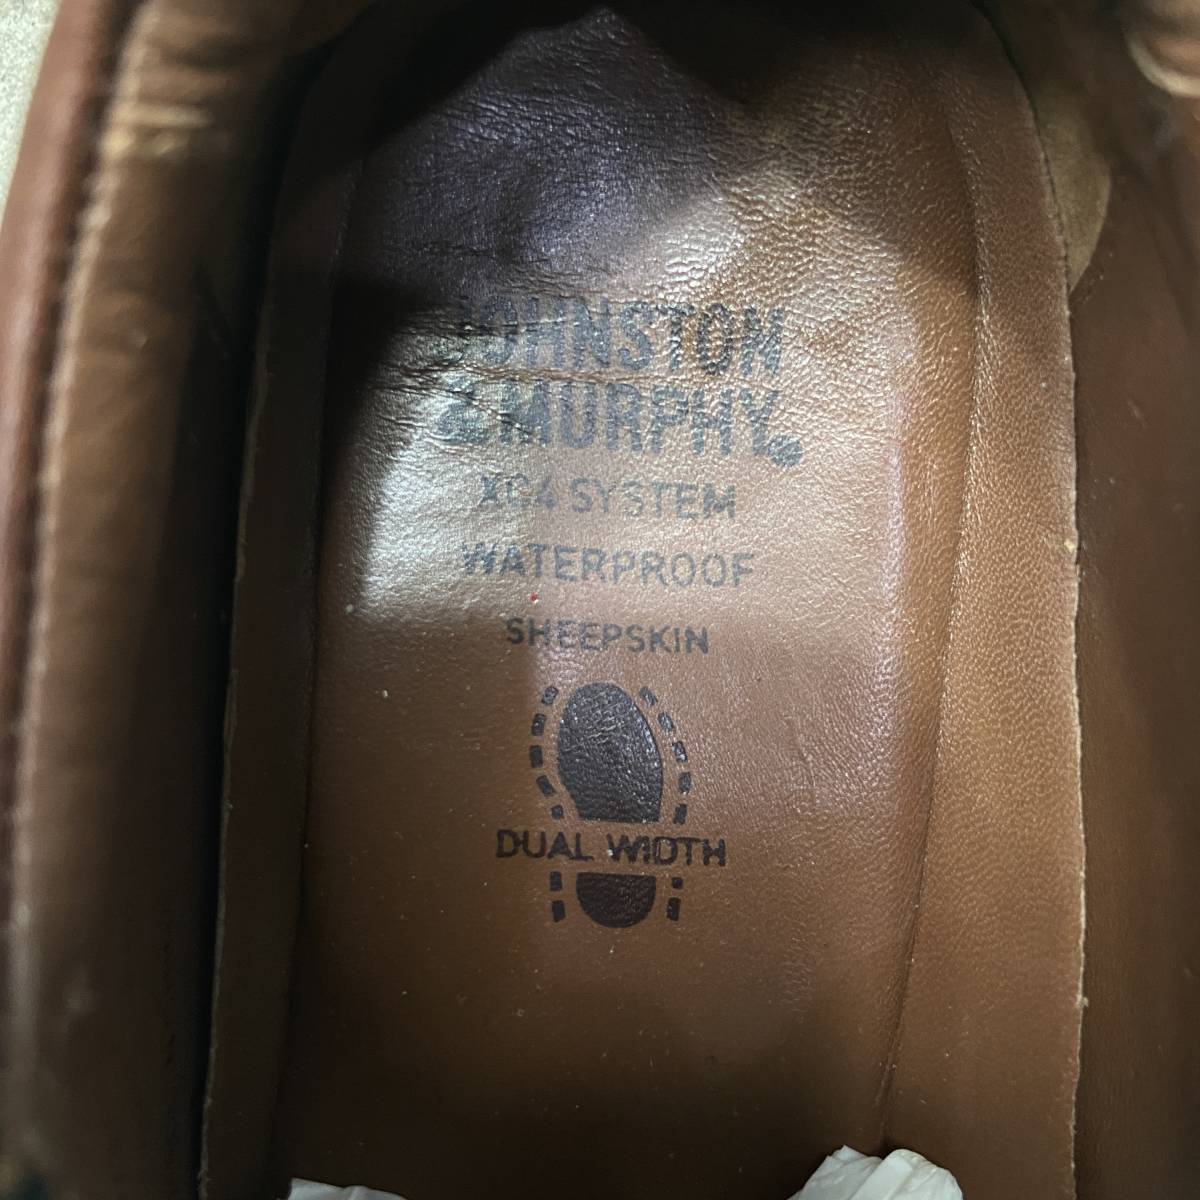 JOHNSTON
&MURPHY®
XC4 SYSTEM
WATERPROOF
SHEEPSKIN
DUAL WIDTH